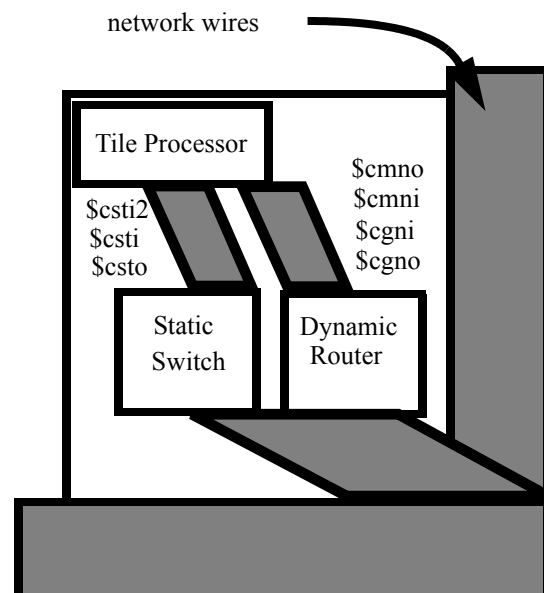 network wires
Tile Processor
$csti2
$csti
$csto
$cmno
$cmni
$cgni
$cgno
Static
Switch
Dynamic
Router